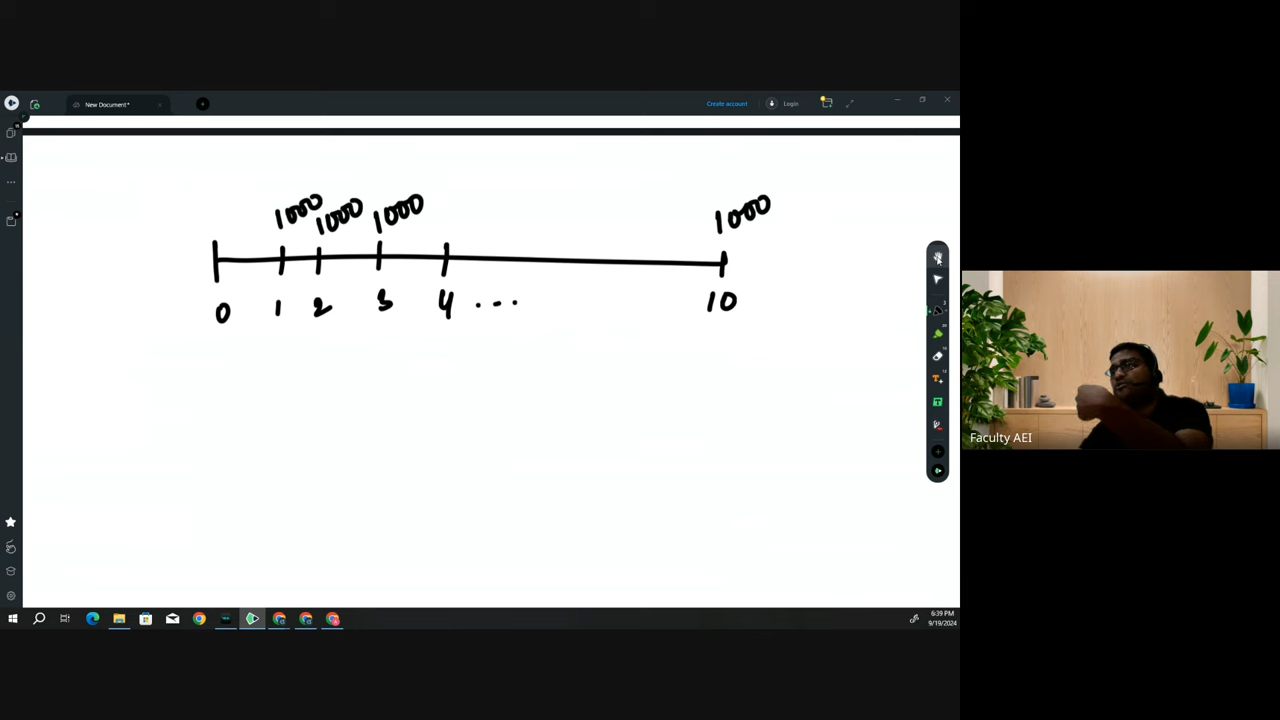 New Document*
Create account
Login
1000 1000 1000 1000
0 1 2 3 4 ... 10
Faculty AEI
6:39 PM
9/19/2024